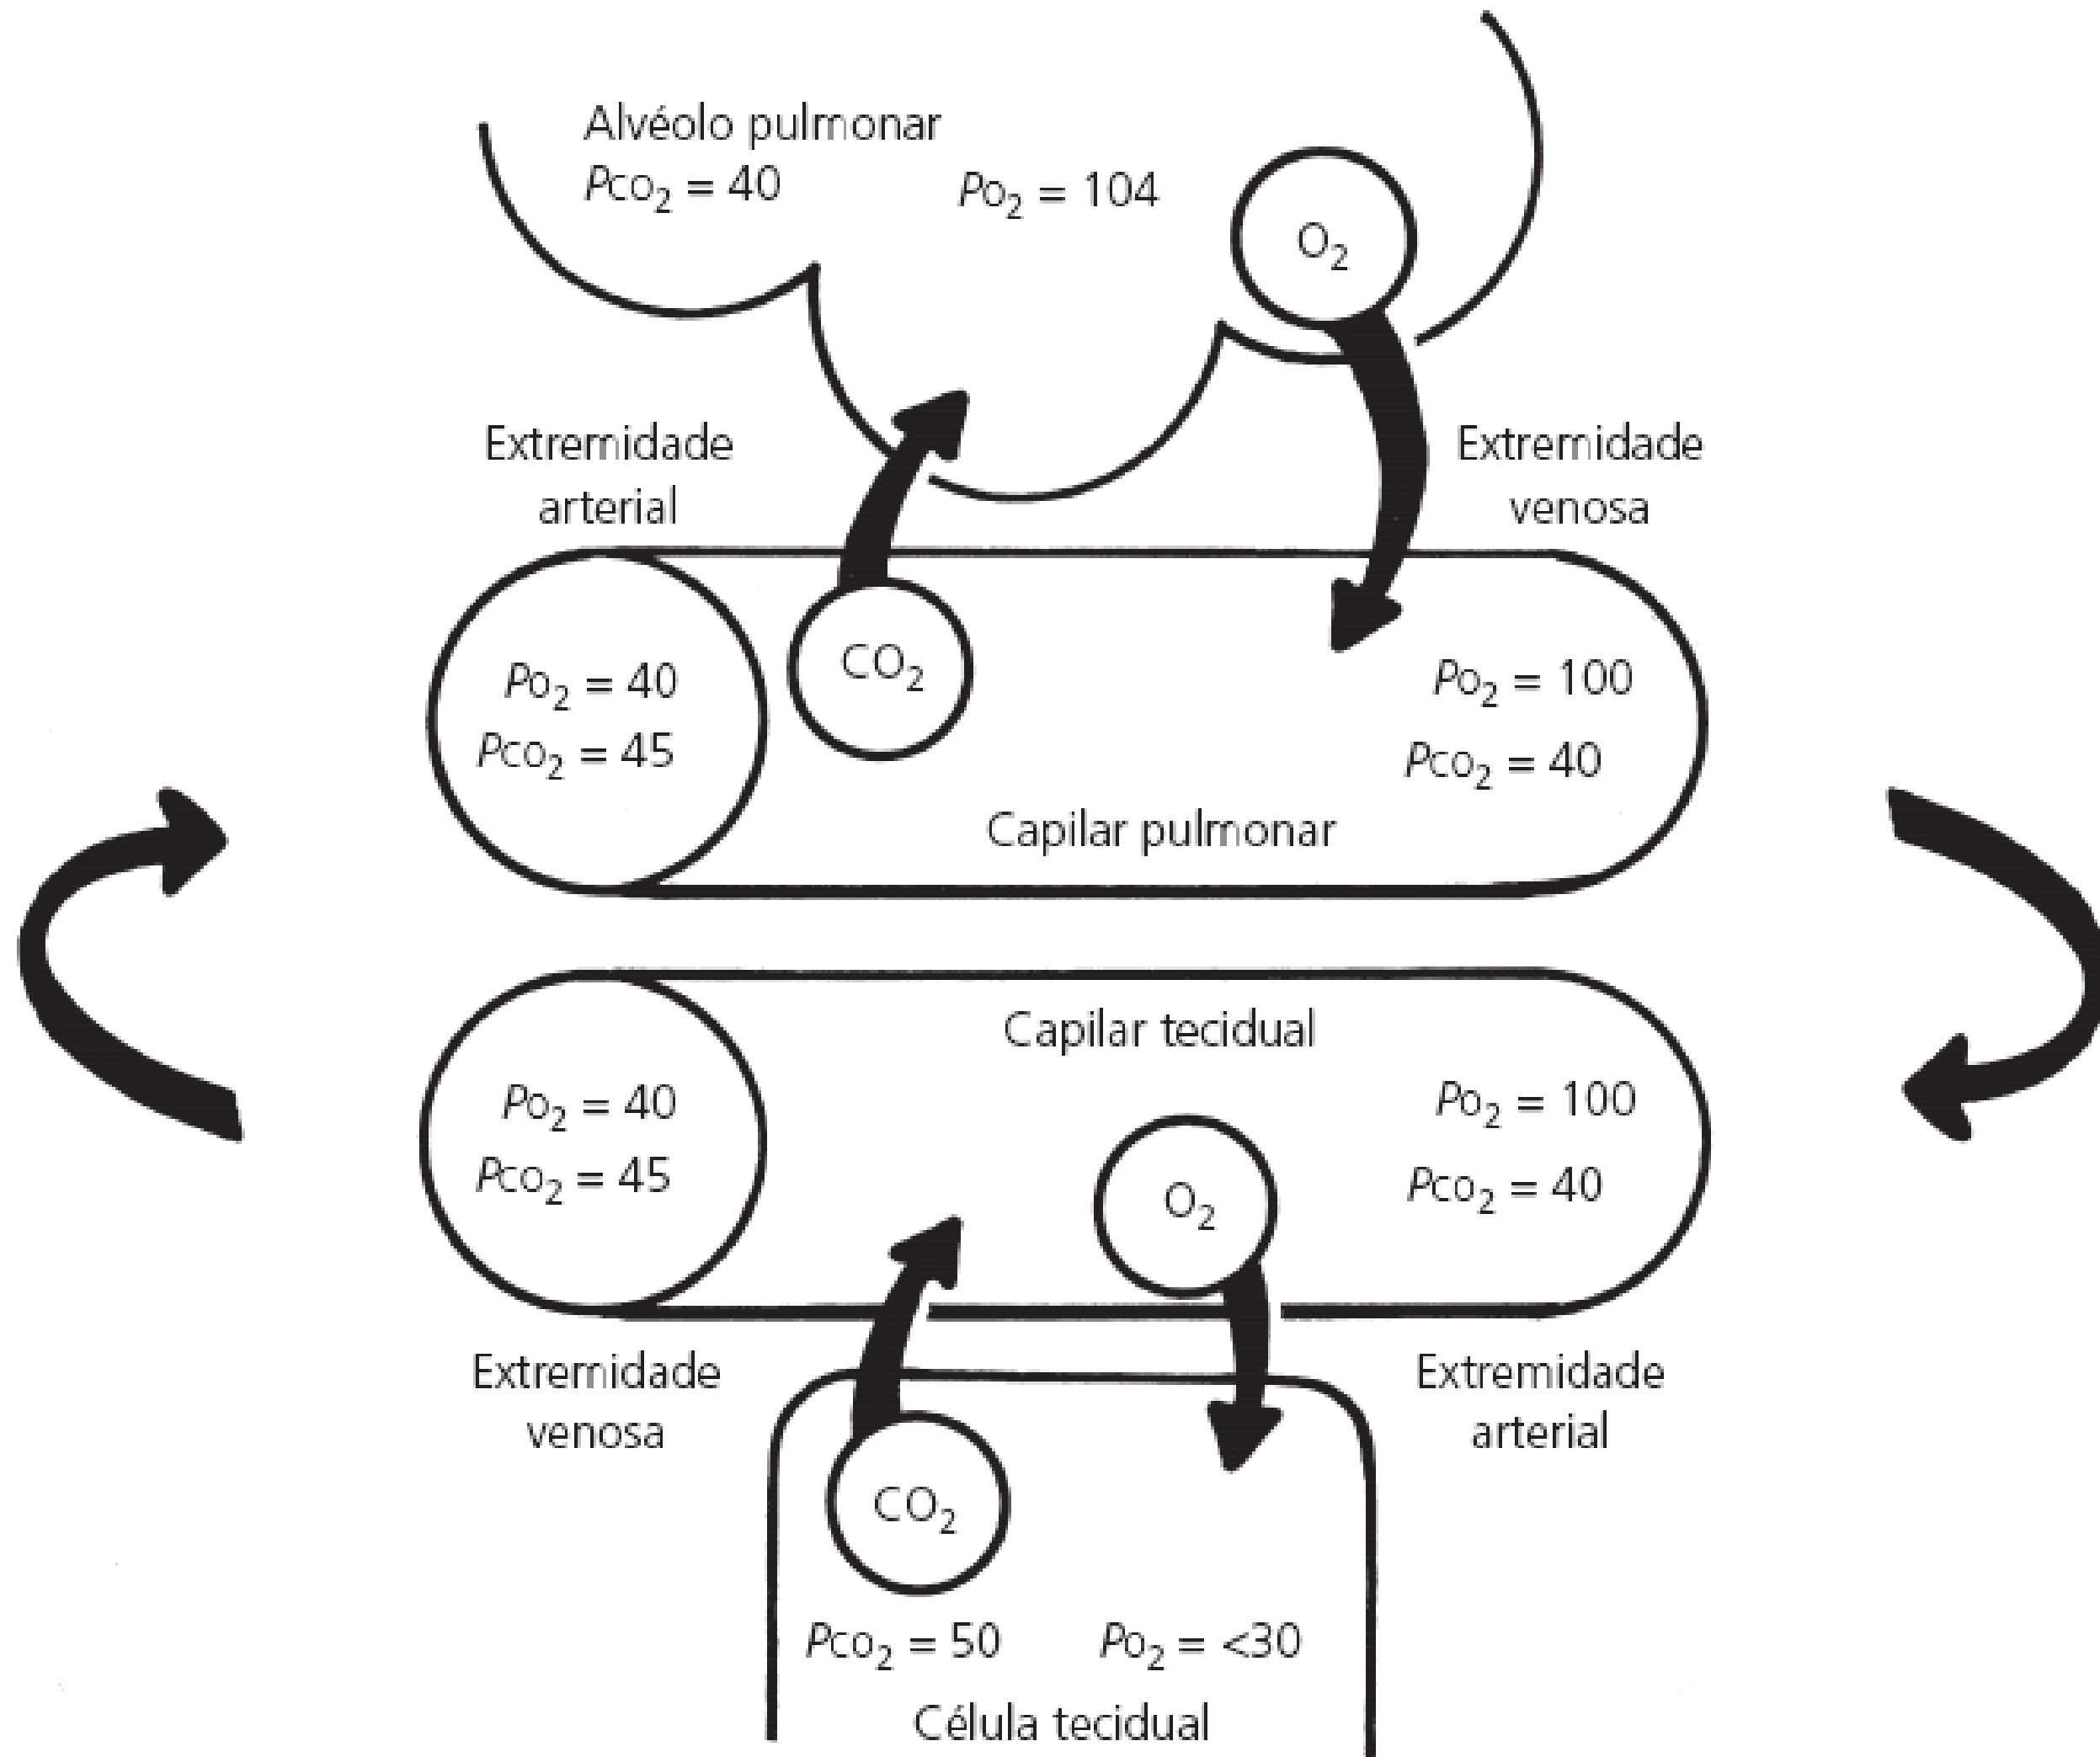 Alvéolo pulmonar
PCO₂ = 40 PO₂ = 104
O₂
Extremidade
arterial
Extremidade
venosa
CO₂
PO₂ = 40
PCO₂ = 45
PO₂ = 100
PCO₂ = 40
Capilar pulmonar
Capilar tecidual
PO₂ = 40
PCO₂ = 45
O₂
PO₂ = 100
PCO₂ = 40
Extremidade
venosa
Extremidade
arterial
CO₂
PCO₂ = 50 PO₂ = <30
Célula tecidual